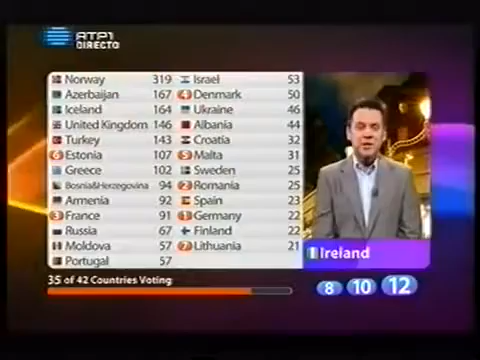 RTP1
DIRECTO
Norway 319
Azerbaijan 167
Iceland 164
United Kingdom 146
Turkey 143
6 Estonia 107
Greece 102
Bosnia&Herzegovina 94
Armenia 92
3 France 91
Russia 67
Moldova 57
Portugal 57
Israel 53
4 Denmark 50
Ukraine 46
Albania 44
Croatia 32
5 Malta 31
Sweden 25
2 Romania 25
Spain 23
1 Germany 22
Finland 22
7 Lithuania 21
Ireland
35 of 42 Countries Voting
8 10 12